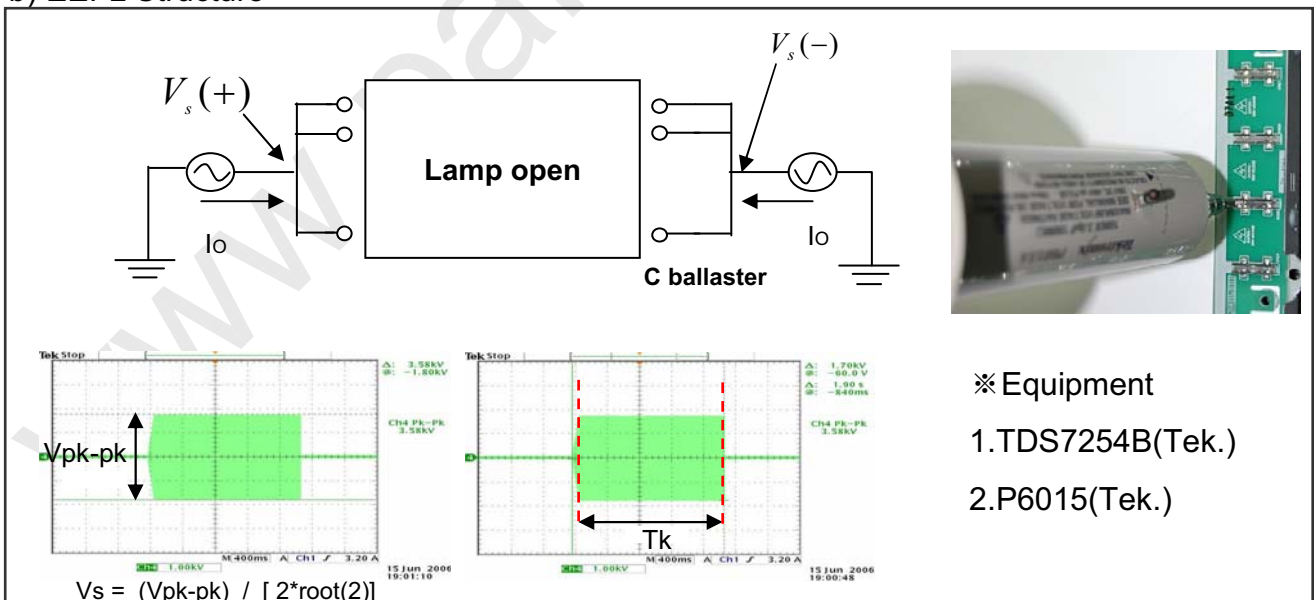 V_s(−)
V_s(+)
Lamp open
Io
Io
C ballaster
Tek Stop
Δ: 3.58kV
@: −1.80kV
Ch4 Pk−Pk
3.58kV
Vpk-pk
M 400ms A Ch1 ∫ 3.20 A
Ch4 1.00kV
15 Jun 2006
19:01:10
Tek Stop
Δ: 1.70kV
@: −60.0 V
Δ: 1.90 s
@: −840ms
Ch4 Pk−Pk
3.58kV
Tk
M 400ms A Ch1 ∫ 3.20 A
Ch4 1.00kV
15 Jun 2006
19:00:48
Vs = (Vpk-pk) / [ 2*root(2)]
※Equipment
1.TDS7254B(Tek.)
2.P6015(Tek.)